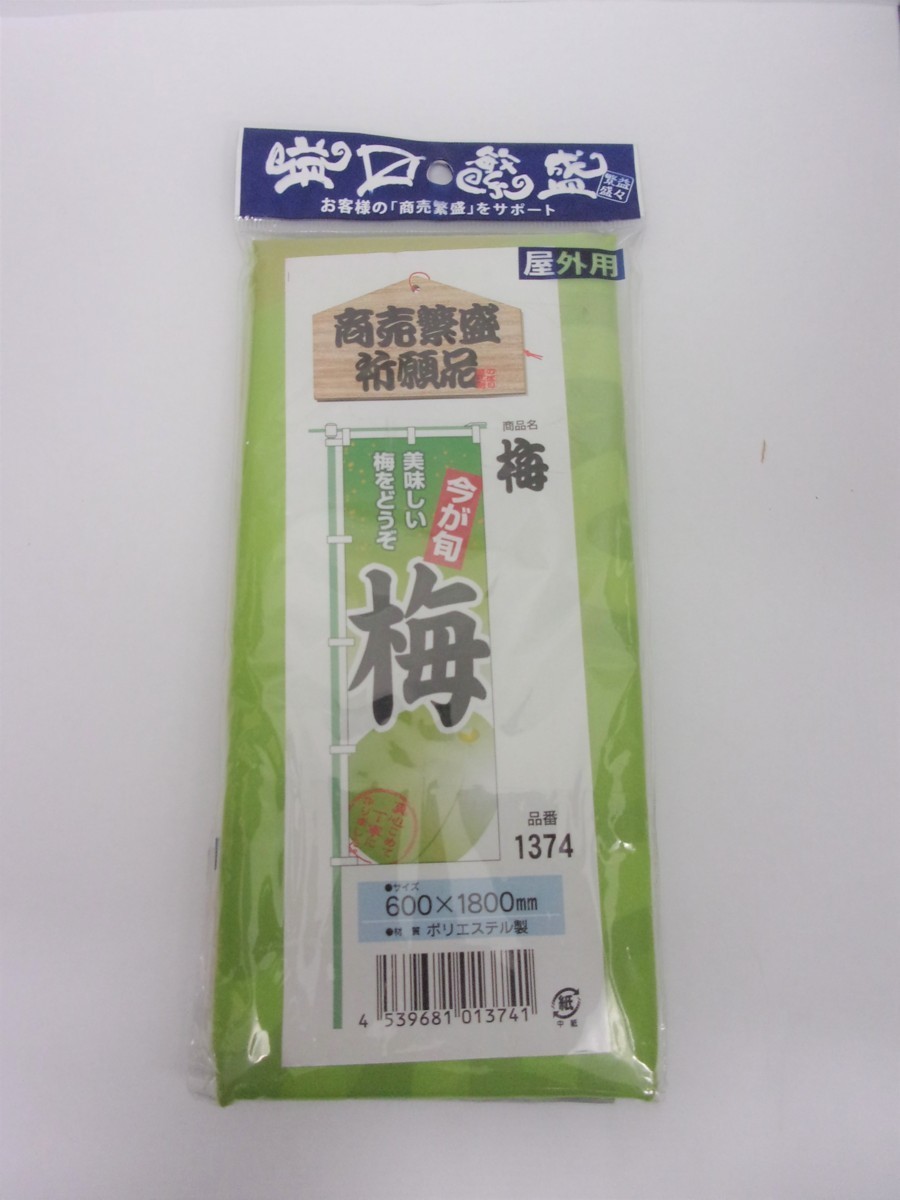 繁盛
繁益
盛々
お客様の「商売繁盛」をサポート
屋外用
商売繁盛
祈願品
商品名
梅
今が旬
美味しい
梅をどうぞ
梅
品番
1374
●サイズ
600×1800mm
●材質 ポリエステル製
4 539681 013741
紙
中紙